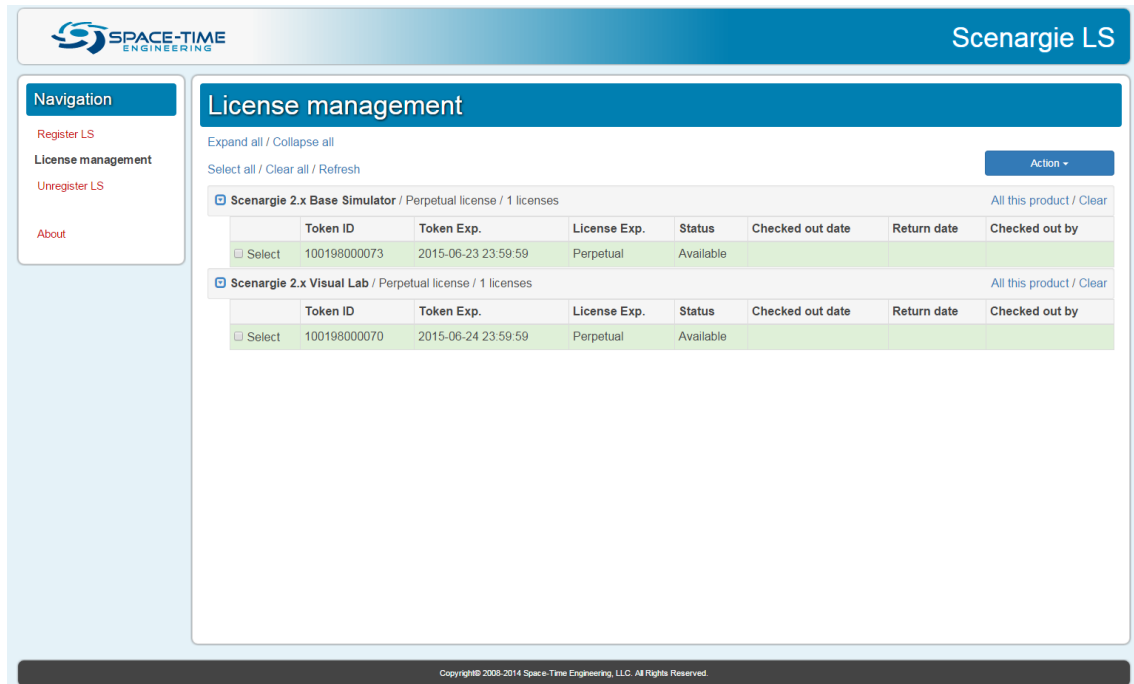 SPACE-TIME
ENGINEERING
Scenargie LS
Navigation
Register LS
License management
Unregister LS
About
License management
Expand all / Collapse all
Select all / Clear all / Refresh
Action
Scenargie 2.x Base Simulator / Perpetual license / 1 licenses All this product / Clear
Token ID Token Exp. License Exp. Status Checked out date Return date Checked out by
Select 100198000073 2015-06-23 23:59:59 Perpetual Available
Scenargie 2.x Visual Lab / Perpetual license / 1 licenses All this product / Clear
Token ID Token Exp. License Exp. Status Checked out date Return date Checked out by
Select 100198000070 2015-06-24 23:59:59 Perpetual Available
Copyright© 2008-2014 Space-Time Engineering, LLC. All Rights Reserved.